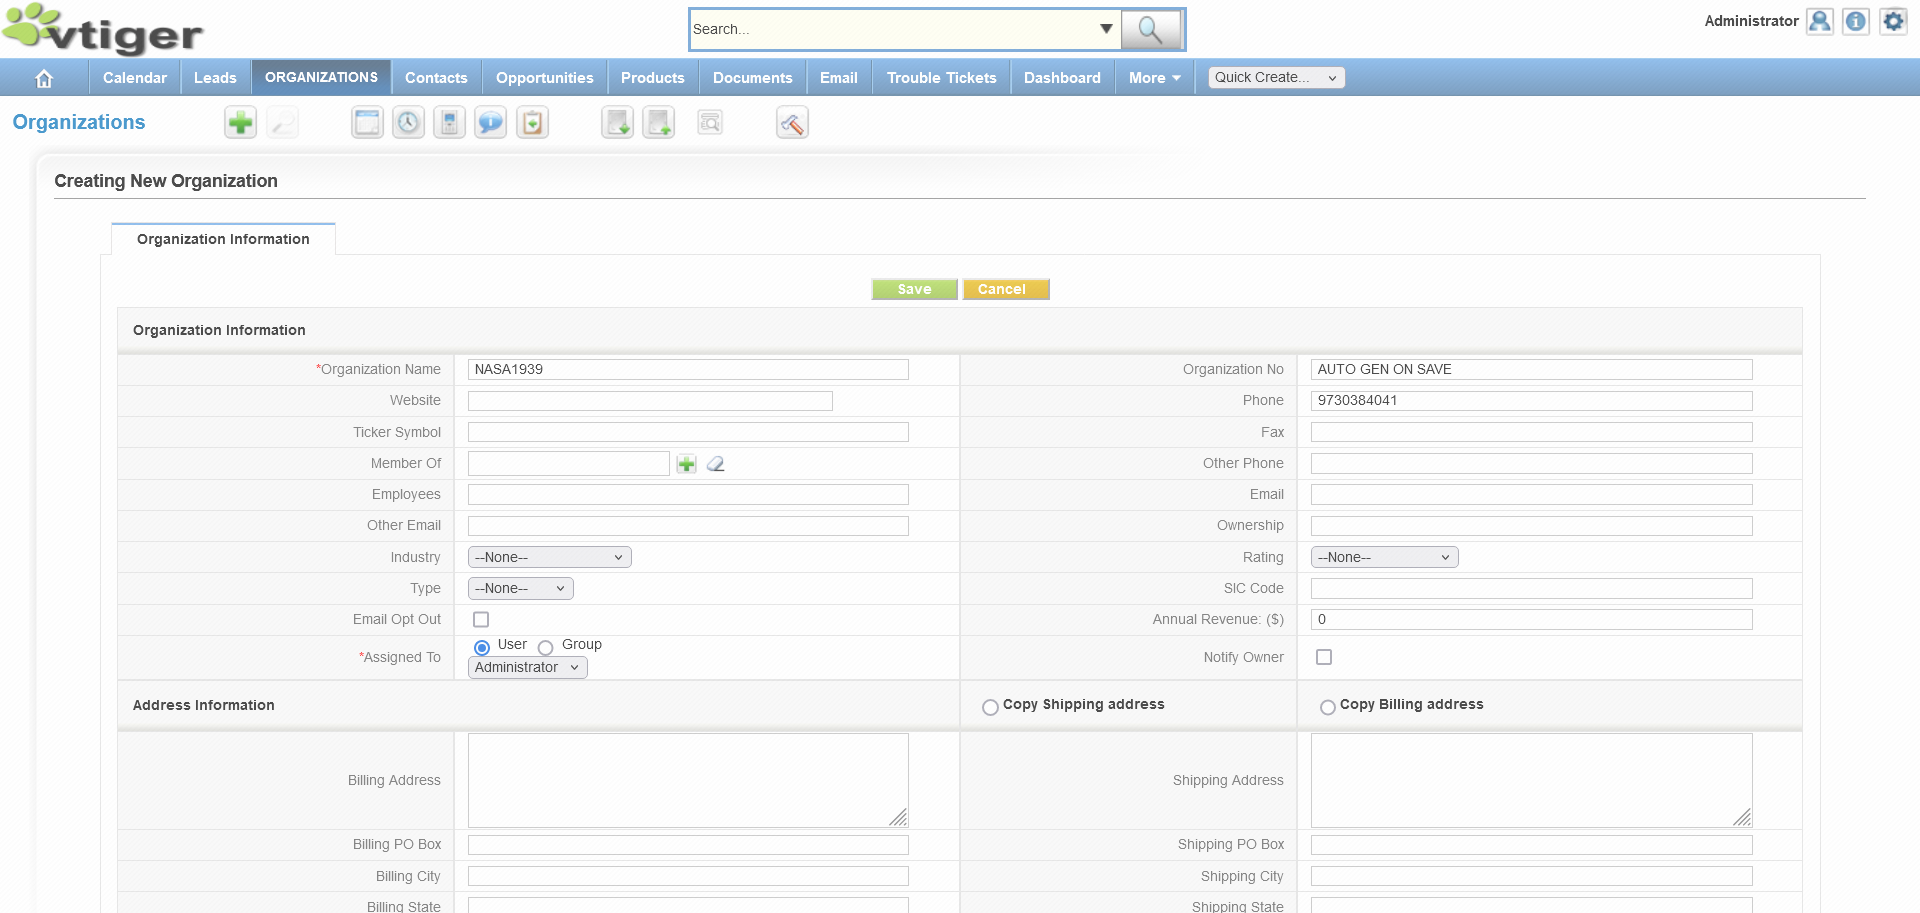 vtiger
Search...
Administrator
Calendar Leads ORGANIZATIONS Contacts Opportunities Products Documents Email Trouble Tickets Dashboard More Quick Create...
Organizations
Creating New Organization
Organization Information
Save Cancel
Organization Information
*Organization Name NASA1939 Organization No AUTO GEN ON SAVE
Website Phone 9730384041
Ticker Symbol Fax
Member Of Other Phone
Employees Email
Other Email Ownership
Industry --None-- Rating --None--
Type --None-- SIC Code
Email Opt Out Annual Revenue: ($) 0
*Assigned To User Group Notify Owner
Administrator
Address Information Copy Shipping address Copy Billing address
Billing Address Shipping Address
Billing PO Box Shipping PO Box
Billing City Shipping City
Billing State Shipping State